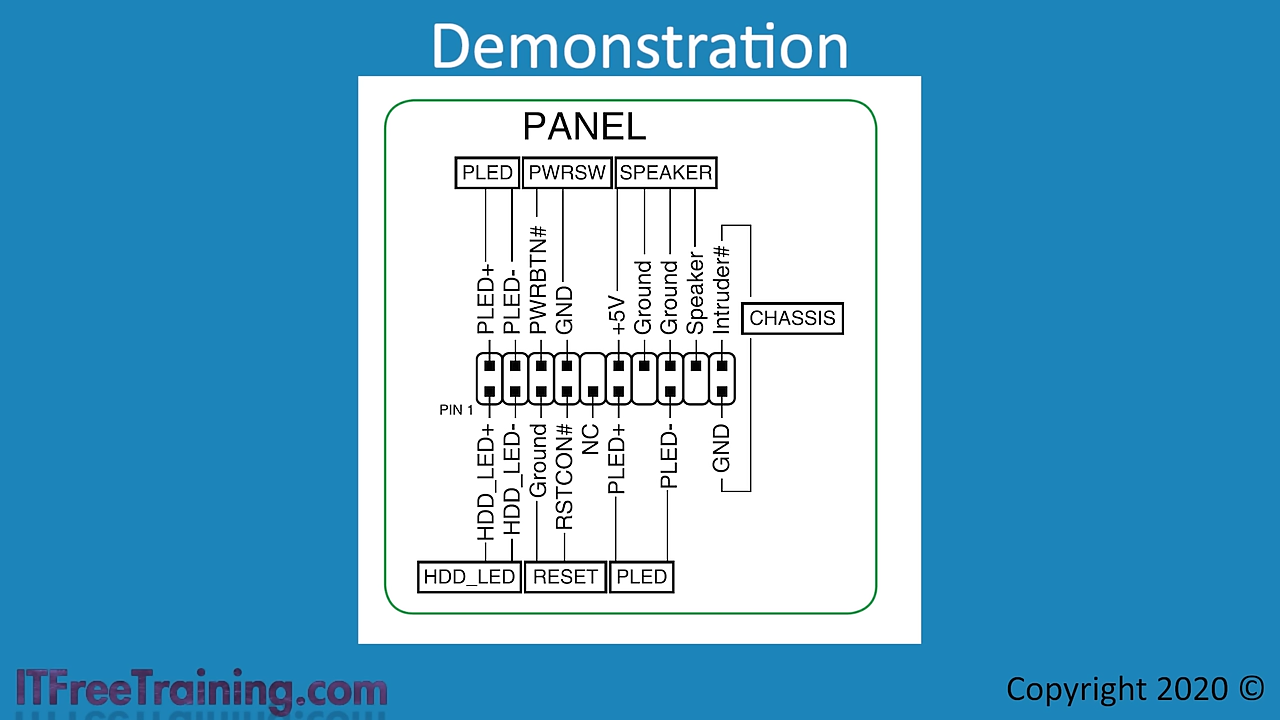 Demonstration
PANEL
PLED PWRSW SPEAKER
PLED+
PLED-
PWRBTN#
GND
+5V
Ground
Ground
Speaker
Intruder#
CHASSIS
PIN 1
HDD_LED+
HDD_LED-
Ground
RSTCON#
NC
PLED+
PLED-
GND
HDD_LED RESET PLED
ITFreeTraining.com
Copyright 2020 ©